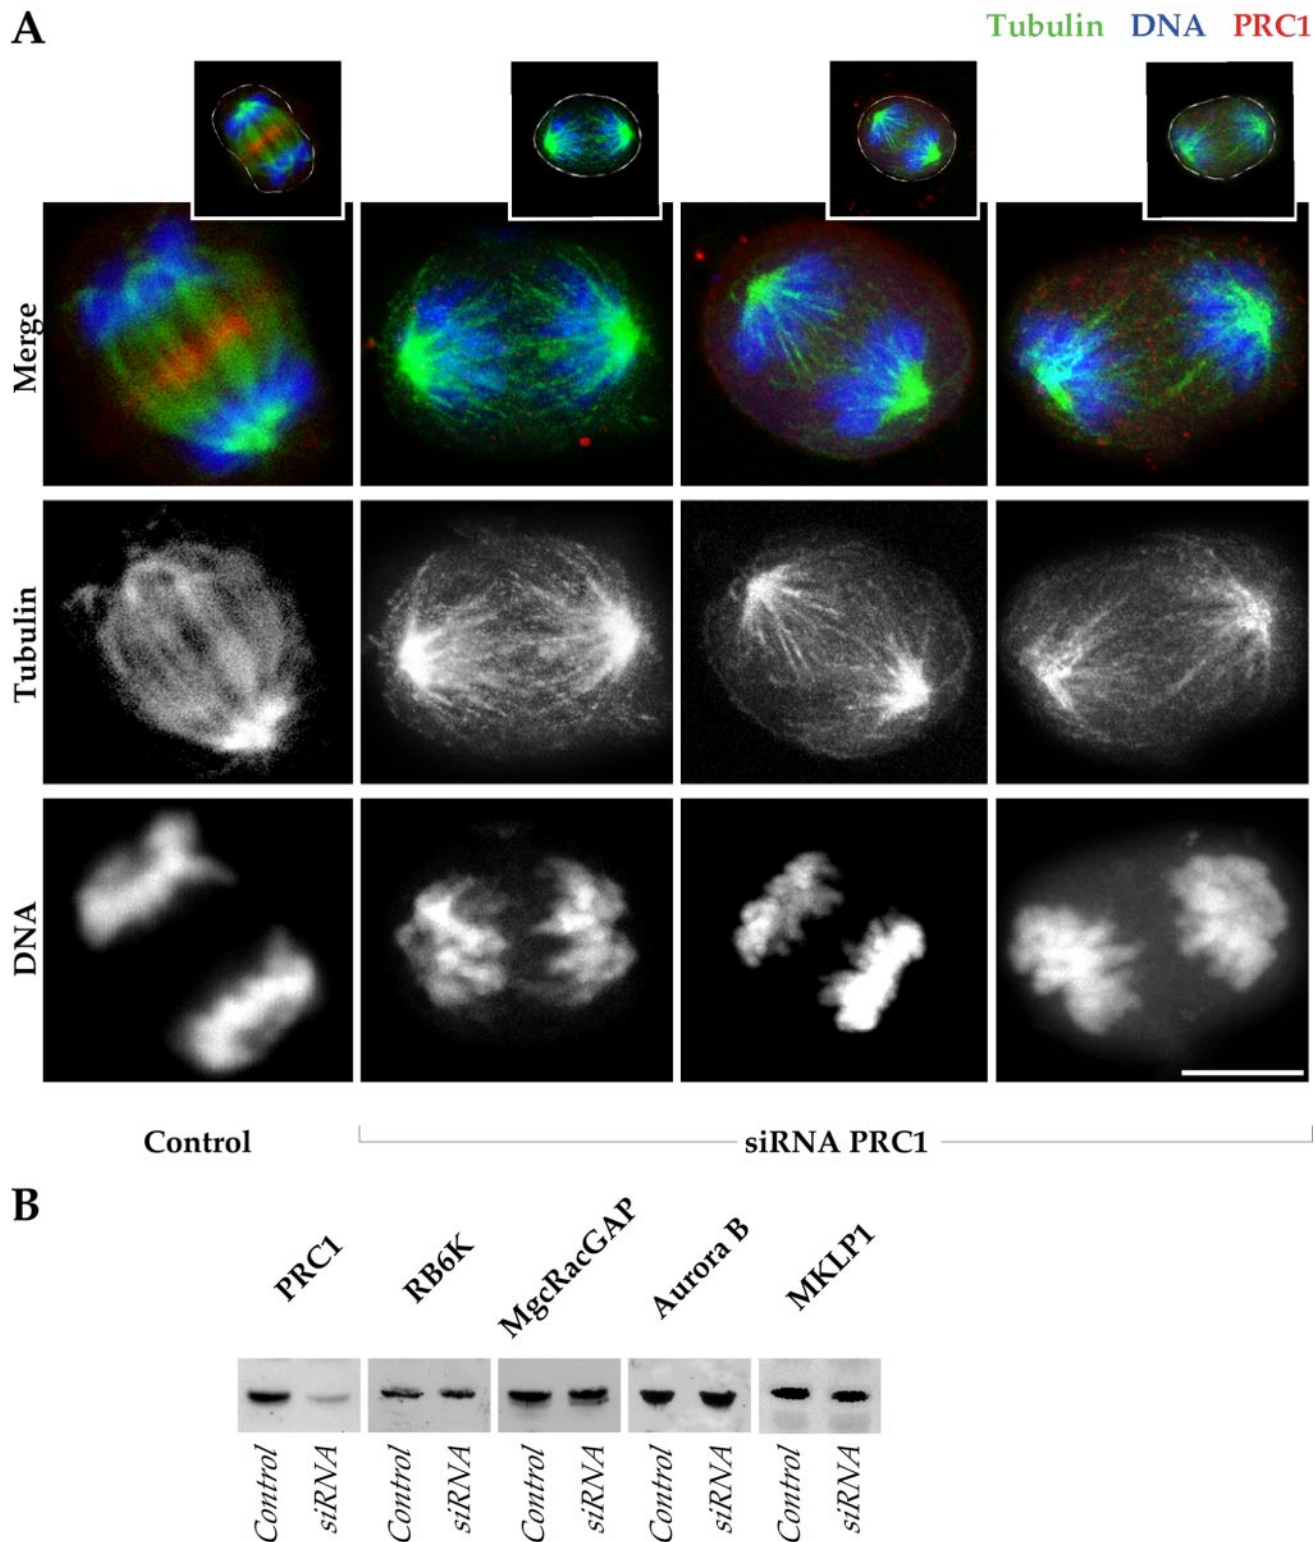 A
Tubulin DNA PRC1
Merge
Tubulin
DNA
Control
siRNA PRC1
B
PRC1
RB6K
MgcRacGAP
Aurora B
MKLP1
Control
siRNA
Control
siRNA
Control
siRNA
Control
siRNA
Control
siRNA